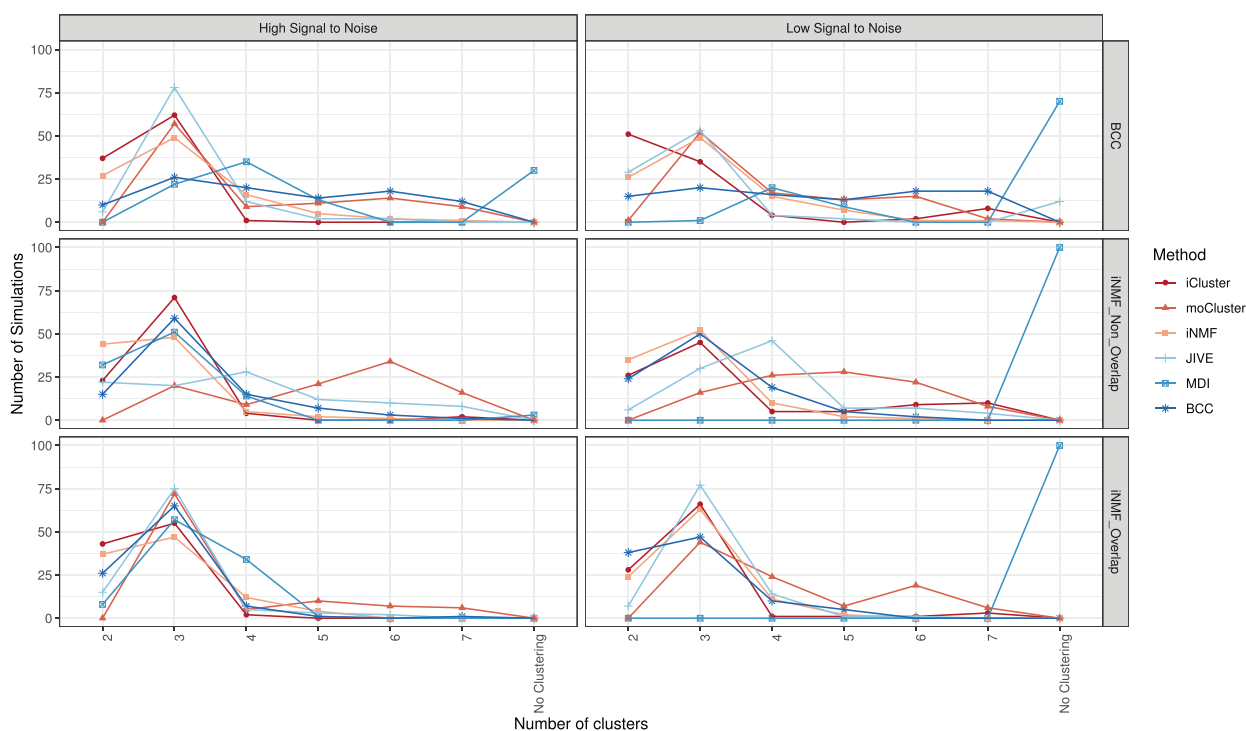 High Signal to Noise
Low Signal to Noise
100
75
50
25
0
BCC
100
75
50
25
0
iNMF_Non_Overlap
100
75
50
25
0
iNMF_Overlap
Number of Simulations
2
3
4
5
6
7
No Clustering
2
3
4
5
6
7
No Clustering
Number of clusters
Method
iCluster
moCluster
iNMF
JIVE
MDI
BCC